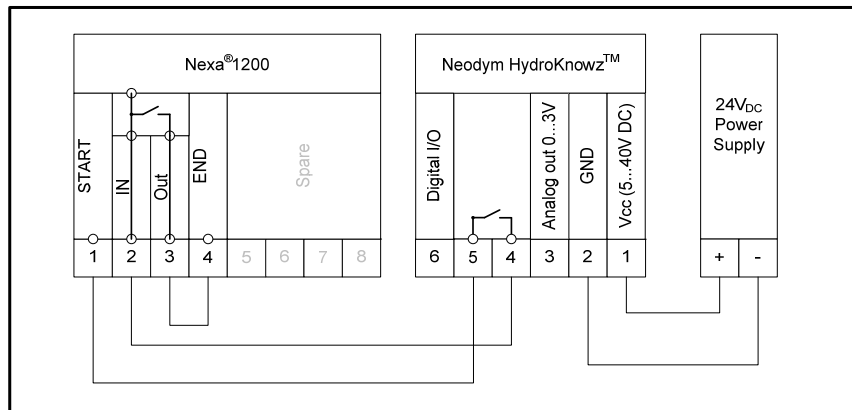 Nexa®1200
START
IN
Out
END
Spare
1 2 3 4 5 6 7 8
Neodym HydroKnowz™
Digital I/O
Analog out 0...3V
GND
Vcc (5...40V DC)
6 5 4 3 2 1
24VDC
Power
Supply
+ -